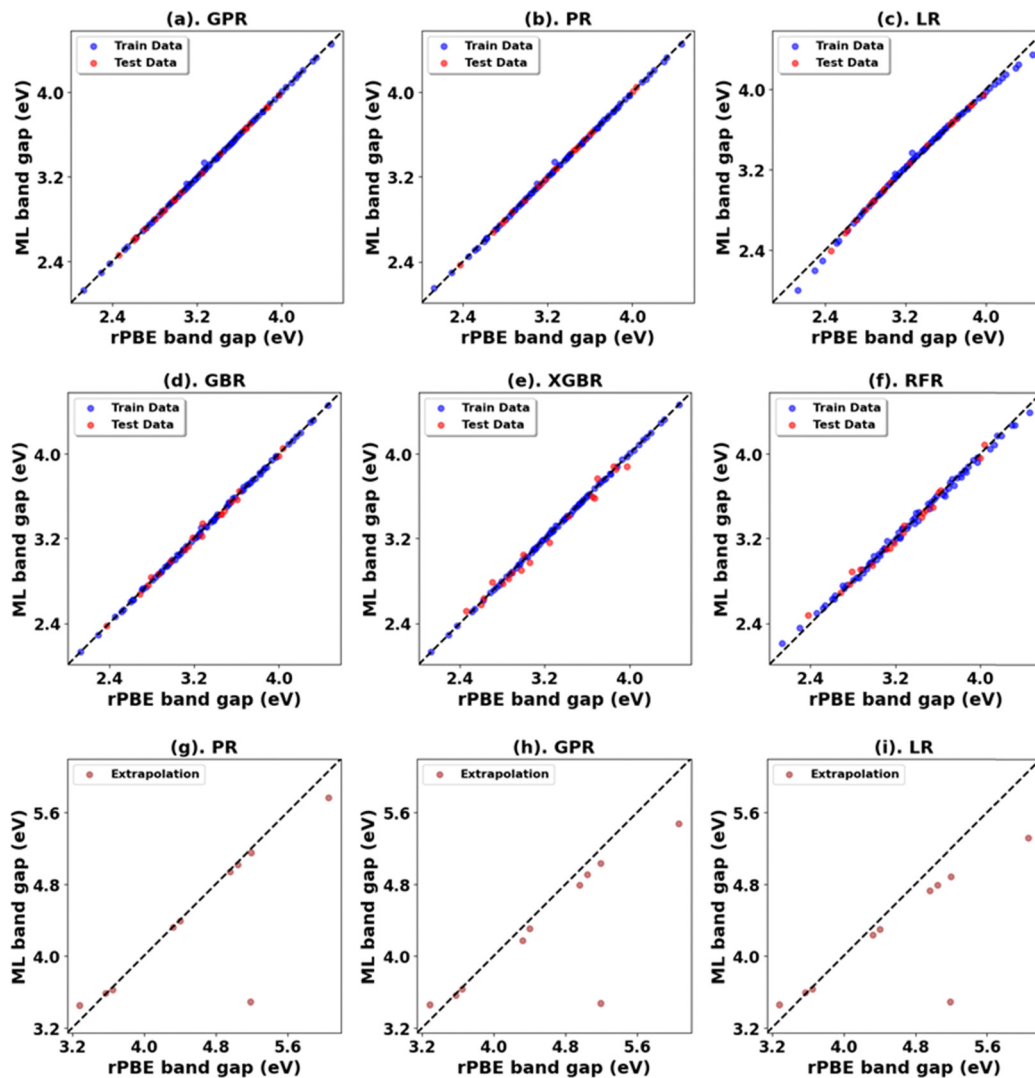 (a). GPR
Train Data
Test Data
4.0
3.2
2.4
ML band gap (eV)
2.4 3.2 4.0
rPBE band gap (eV)
(b). PR
Train Data
Test Data
4.0
3.2
2.4
ML band gap (eV)
2.4 3.2 4.0
rPBE band gap (eV)
(c). LR
Train Data
Test Data
4.0
3.2
2.4
ML band gap (eV)
2.4 3.2 4.0
rPBE band gap (eV)
(d). GBR
Train Data
Test Data
4.0
3.2
2.4
ML band gap (eV)
2.4 3.2 4.0
rPBE band gap (eV)
(e). XGBR
Train Data
Test Data
4.0
3.2
2.4
ML band gap (eV)
2.4 3.2 4.0
rPBE band gap (eV)
(f). RFR
Train Data
Test Data
4.0
3.2
2.4
ML band gap (eV)
2.4 3.2 4.0
rPBE band gap (eV)
(g). PR
Extrapolation
5.6
4.8
4.0
3.2
ML band gap (eV)
3.2 4.0 4.8 5.6
rPBE band gap (eV)
(h). GPR
Extrapolation
5.6
4.8
4.0
3.2
ML band gap (eV)
3.2 4.0 4.8 5.6
rPBE band gap (eV)
(i). LR
Extrapolation
5.6
4.8
4.0
3.2
ML band gap (eV)
3.2 4.0 4.8 5.6
rPBE band gap (eV)